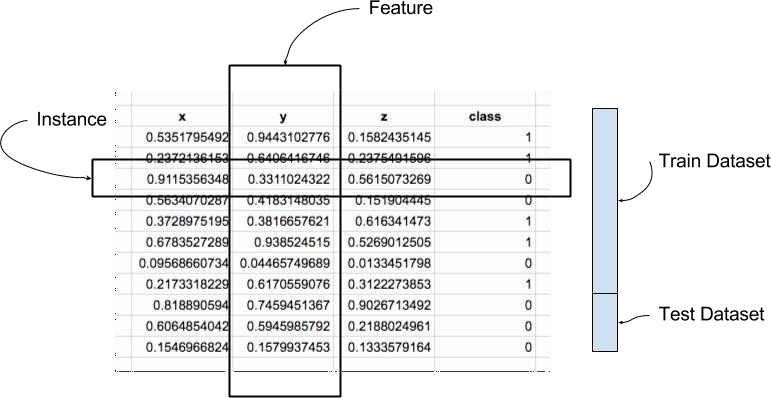 Feature
Instance
x y z class
0.5351795492 0.9443102776 0.1582435145 1
0.2372136153 0.6406416746 0.2375491596 1
0.9115356348 0.3311024322 0.5615073269 0
0.5634070287 0.4183148035 0.151904445 0
0.3728975195 0.3816657621 0.616341473 1
0.6783527289 0.938524515 0.5269012505 1
0.09568660734 0.04465749689 0.0133451798 0
0.2173318229 0.6170559076 0.3122273853 1
0.818890594 0.7459451367 0.9026713492 0
0.6064854042 0.5945985792 0.2188024961 0
0.1546966824 0.1579937453 0.1333579164 0
Train Dataset
Test Dataset